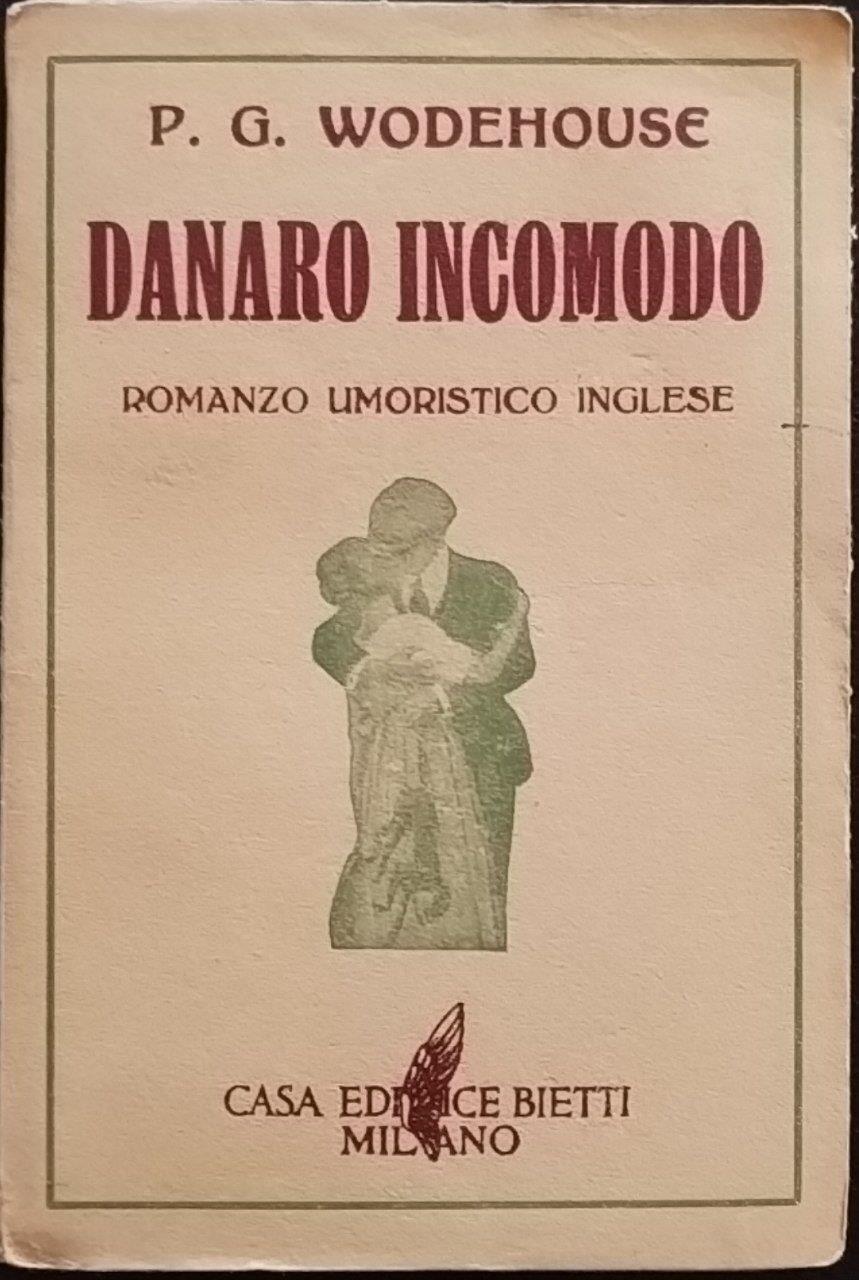 P. G. WODEHOUSE
DANARO INCOMODO
ROMANZO UMORISTICO INGLESE
CASA EDITRICE BIETTI
MILANO